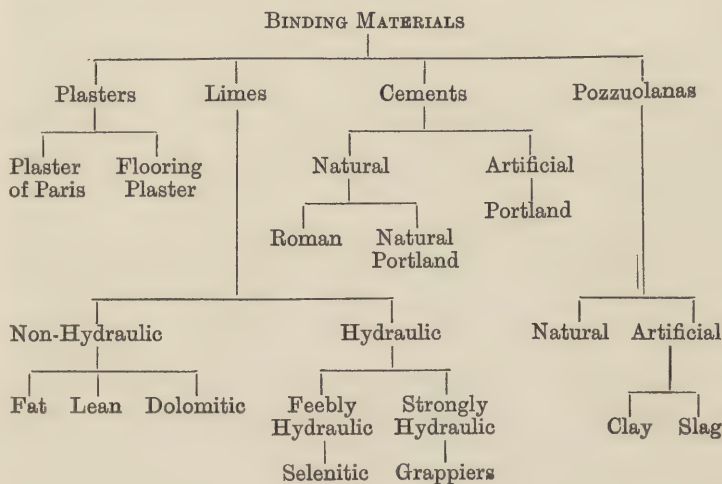 BINDING MATERIALS
Plasters Limes Cements Pozzuolanas
Plaster of Paris
Flooring Plaster
Natural Artificial
Roman
Natural Portland
Portland
Non-Hydraulic Hydraulic Natural Artificial
Fat Lean Dolomitic
Feebly Hydraulic
Strongly Hydraulic
Clay Slag
Selenitic Grappiers